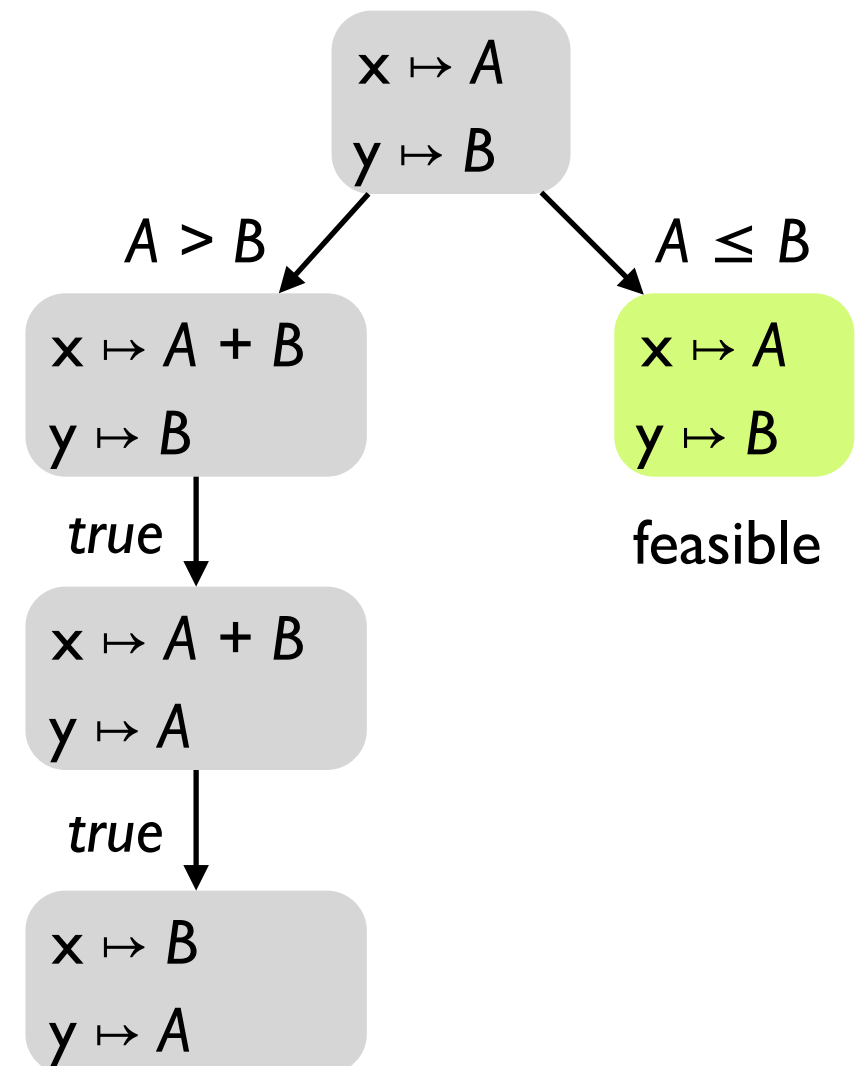 x ↦ A
y ↦ B
A > B
A ≤ B
x ↦ A + B
y ↦ B
x ↦ A
y ↦ B
true
feasible
x ↦ A + B
y ↦ A
true
x ↦ B
y ↦ A